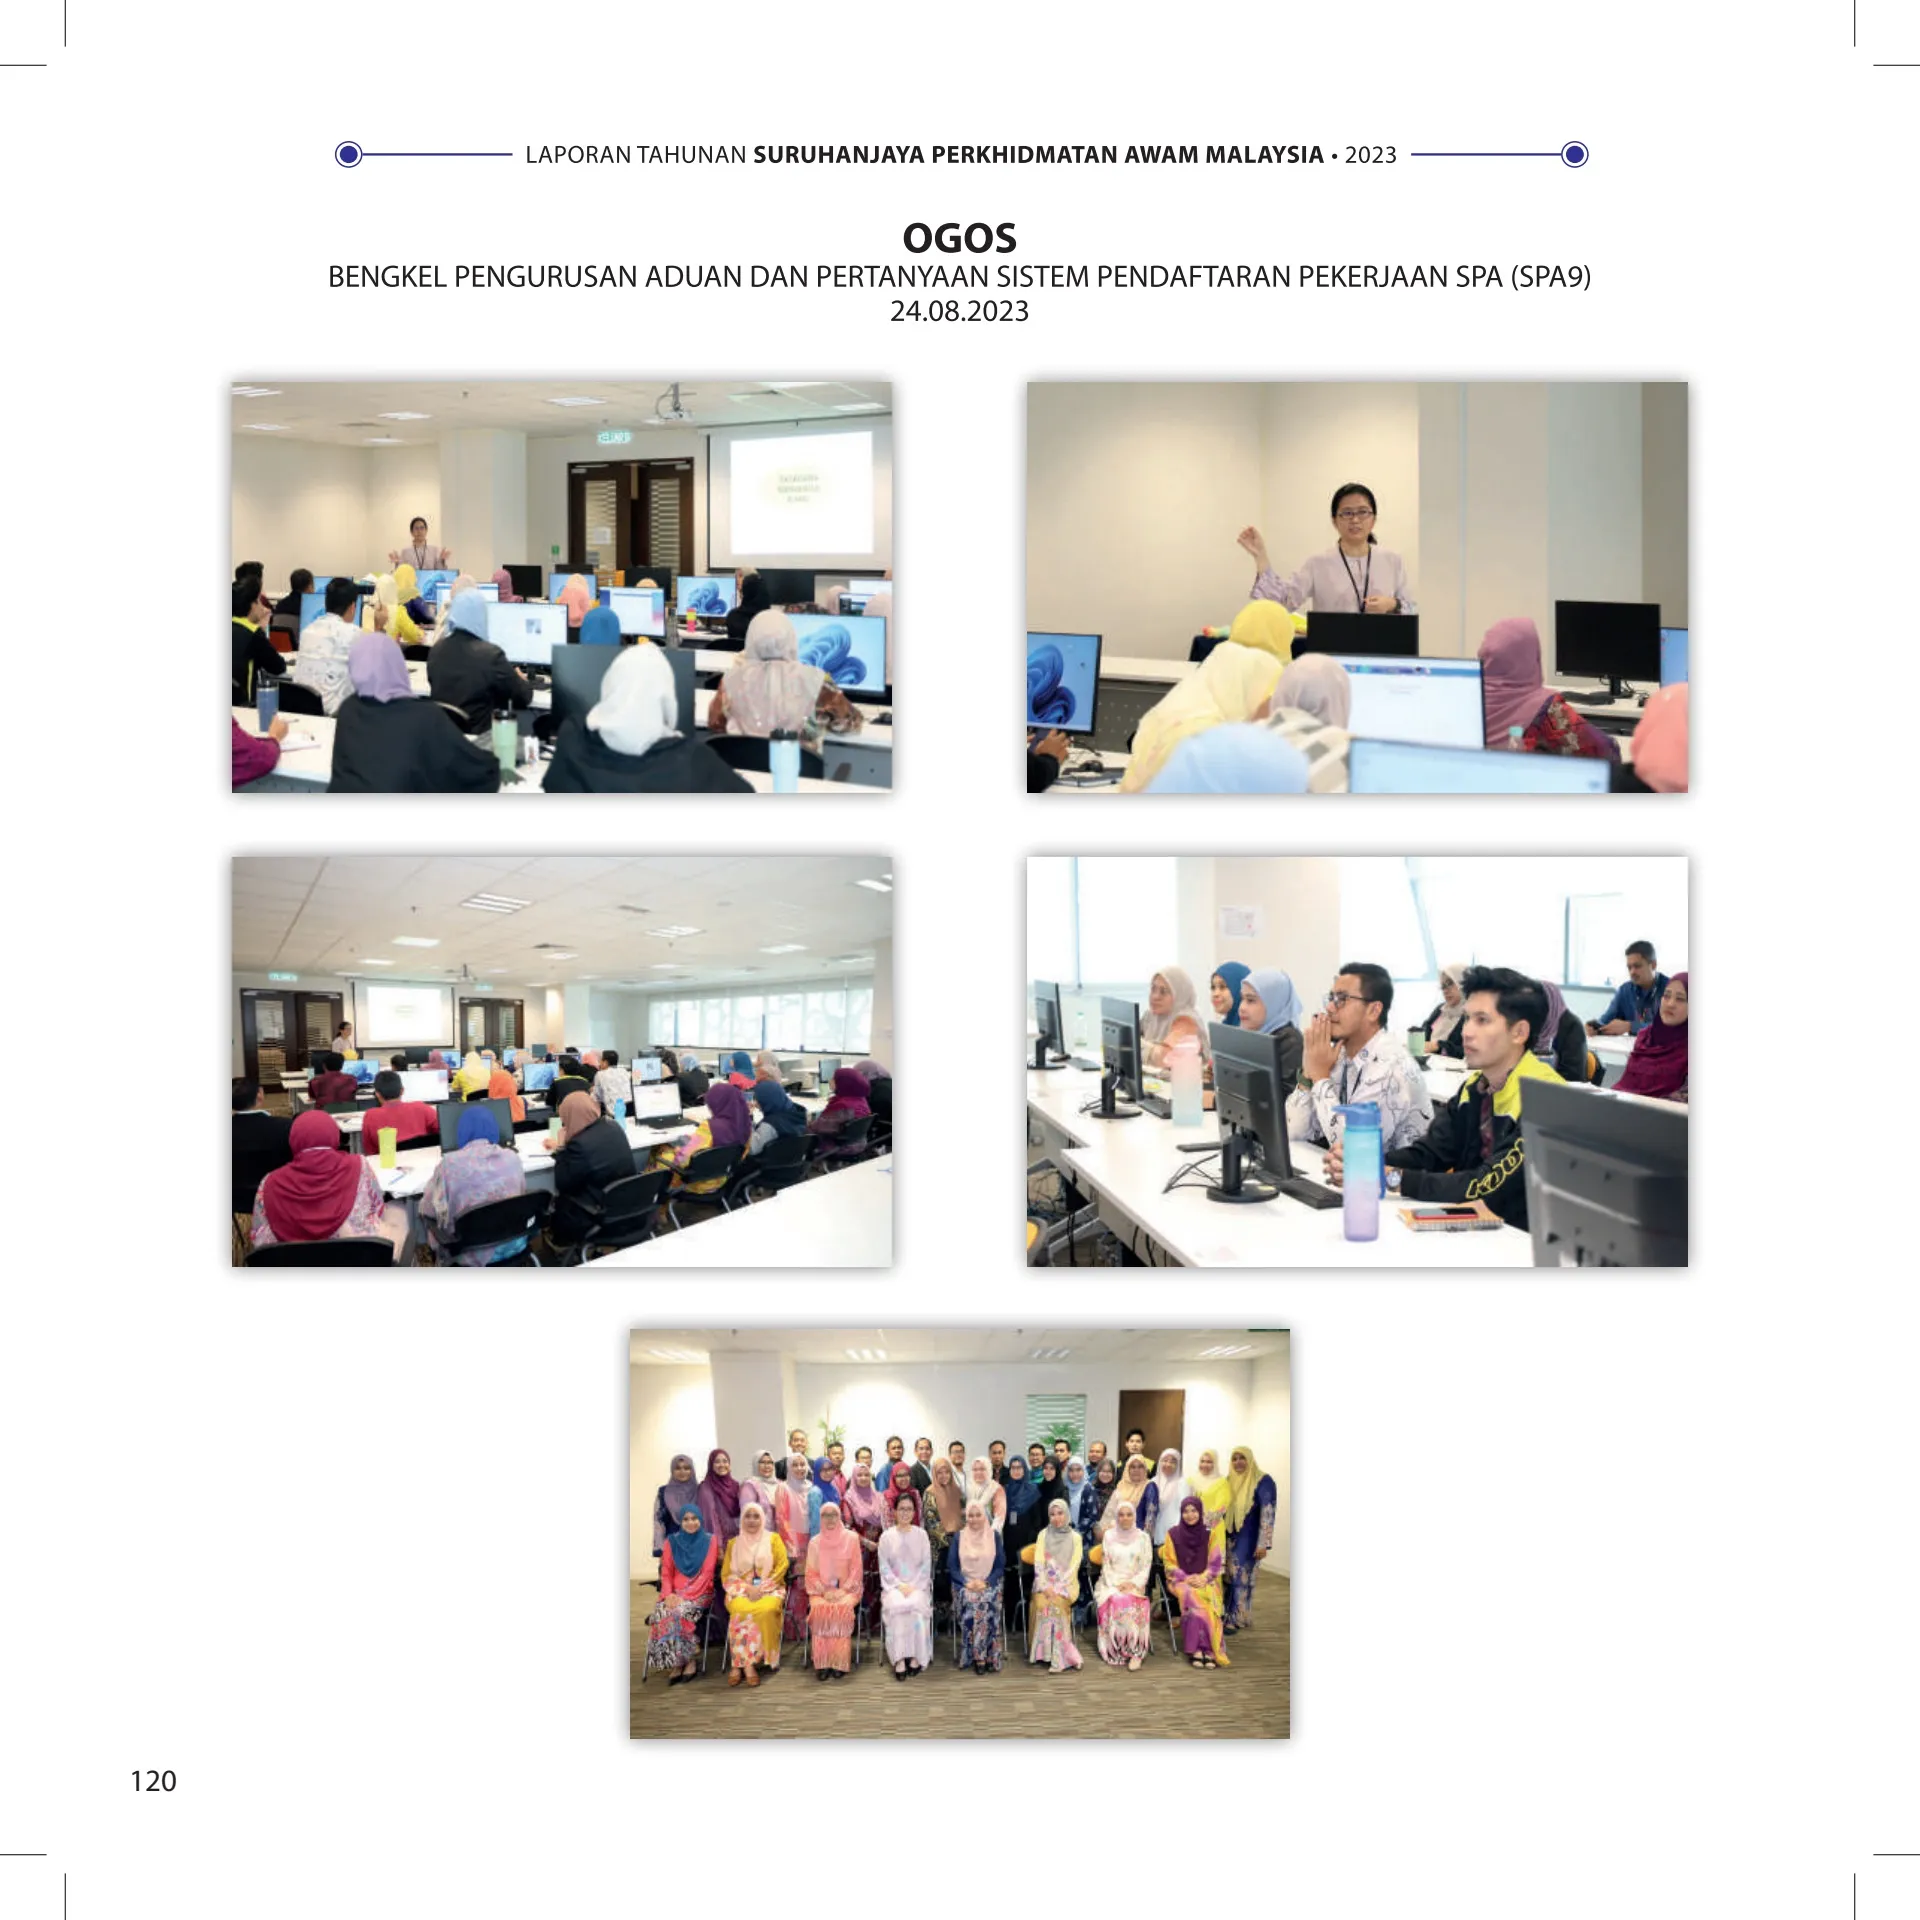 LAPORAN TAHUNAN SURUHANJAYA PERKHIDMATAN AWAM MALAYSIA • 2023
OGOS
BENGKEL PENGURUSAN ADUAN DAN PERTANYAAN SISTEM PENDAFTARAN PEKERJAAN SPA (SPA9)
24.08.2023
KELUAR
120